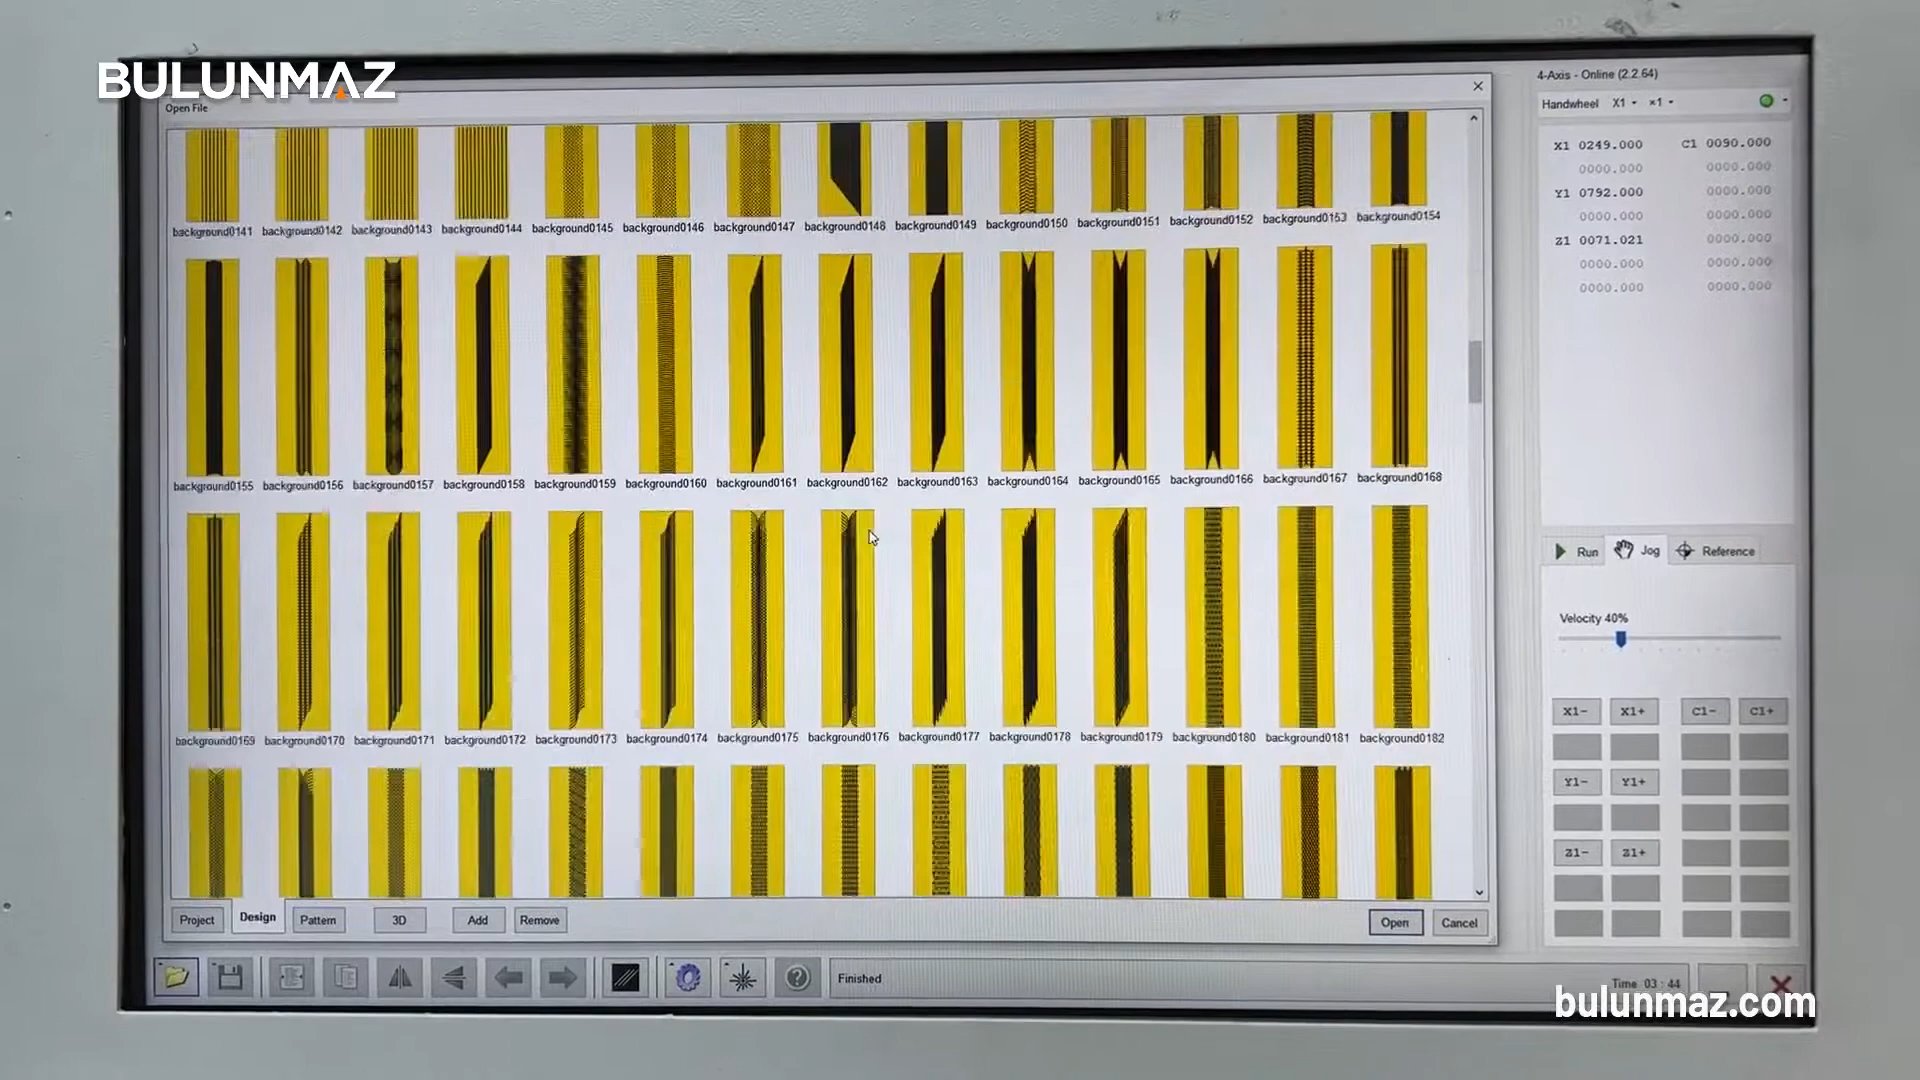 BULUNMAZ
Open File
4-Axis - Online (2.2.64)
Handwheel X1 ×1
X1 0249.000 C1 0090.000
0000.000 0000.000
Y1 0792.000 0000.000
0000.000 0000.000
Z1 0071.021 0000.000
0000.000 0000.000
0000.000 0000.000
background0141 background0142 background0143 background0144 background0145 background0146 background0147 background0148 background0149 background0150 background0151 background0152 background0153 background0154
background0155 background0156 background0157 background0158 background0159 background0160 background0161 background0162 background0163 background0164 background0165 background0166 background0167 background0168
background0169 background0170 background0171 background0172 background0173 background0174 background0175 background0176 background0177 background0178 background0179 background0180 background0181 background0182
Run Jog Reference
Velocity 40%
X1- X1+ C1- C1+
Y1- Y1+
Z1- Z1+
Project Design Pattern 3D Add Remove Open Cancel
Finished
Time 03 : 44
bulunmaz.com